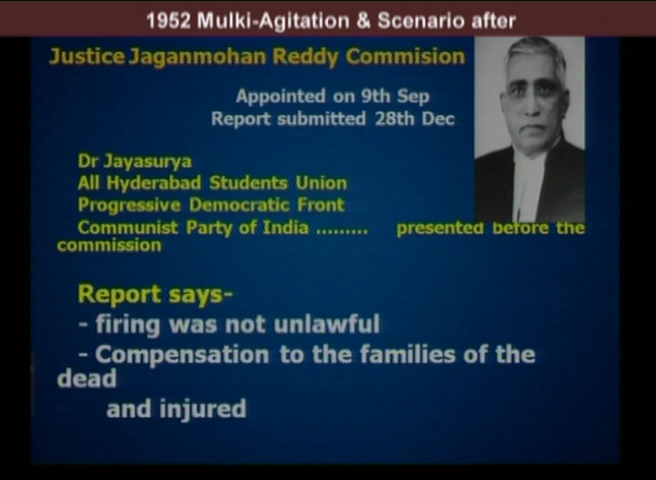 1952 Mulki-Agitation & Scenario after
Justice Jaganmohan Reddy Commision
Appointed on 9th Sep
Report submitted 28th Dec
Dr Jayasurya
All Hyderabad Students Union
Progressive Democratic Front
Communist Party of India ......... presented before the
commission
Report says-
- firing was not unlawful
- Compensation to the families of the
dead
and injured